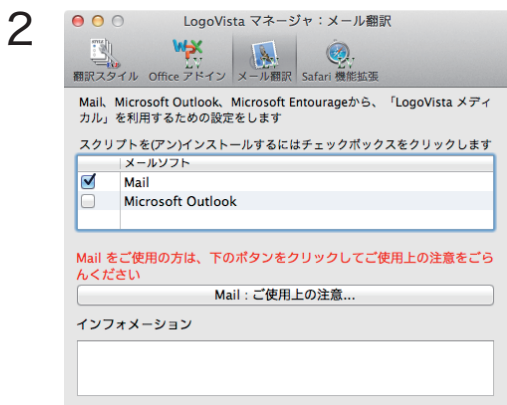 2
LogoVista マネージャ：メール翻訳
翻訳スタイル Office アドイン メール翻訳 Safari 機能拡張
Mail、Microsoft Outlook、Microsoft Entourageから、「LogoVista メディ
カル」を利用するための設定をします
スクリプトを(アン)インストールするにはチェックボックスをクリックします
メールソフト
Mail
Microsoft Outlook
Mail をご使用の方は、下のボタンをクリックしてご使用上の注意をごら
んください
Mail : ご使用上の注意...
インフォメーション